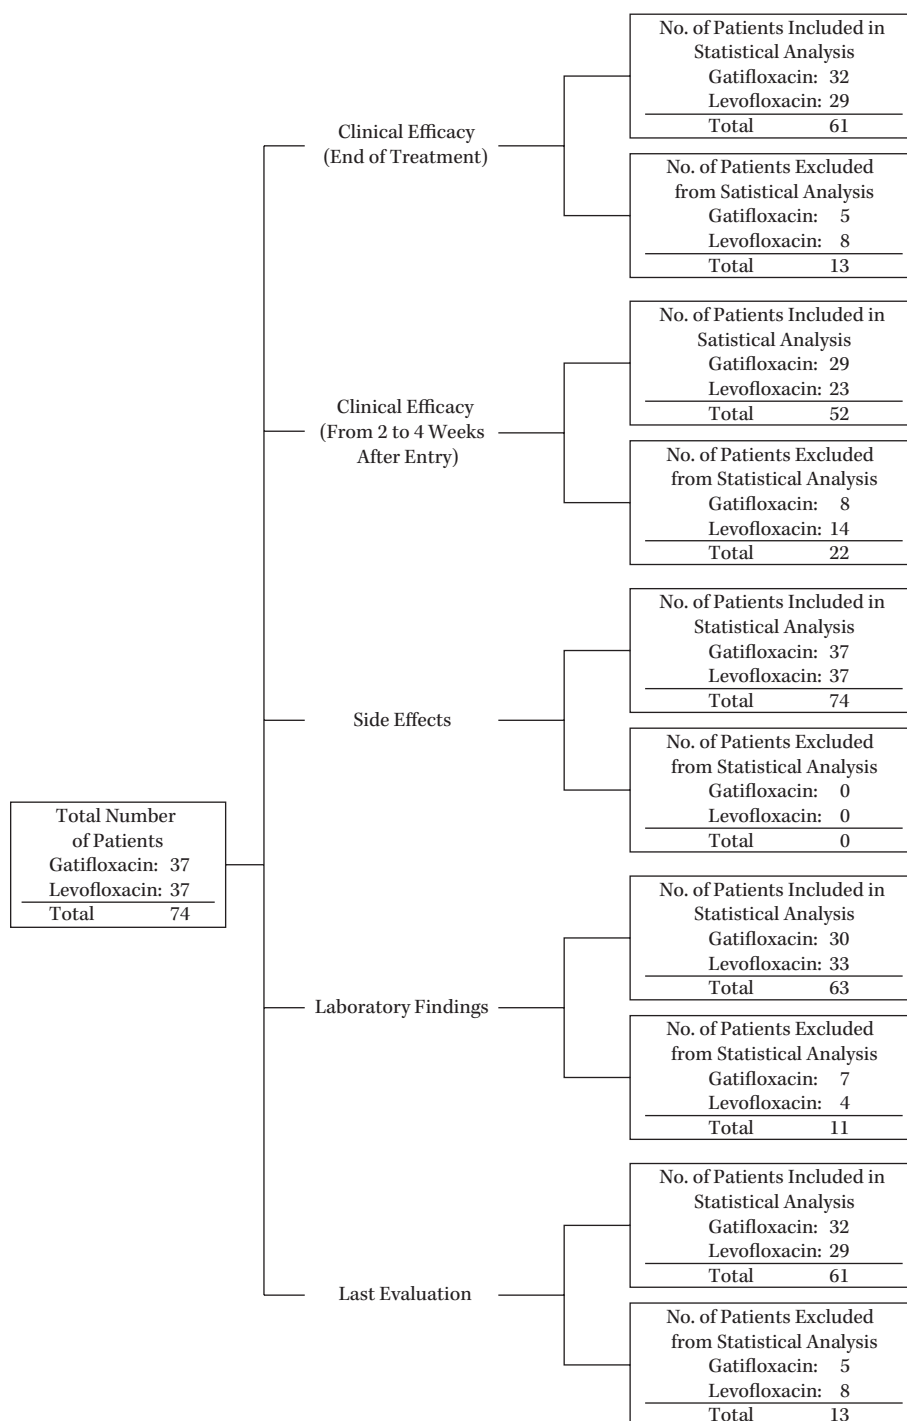 No. of Patients Included in
Statistical Analysis
Gatifloxacin: 32
Levofloxacin: 29
Total 61
Clinical Efficacy
(End of Treatment)
No. of Patients Excluded
from Satistical Analysis
Gatifloxacin: 5
Levofloxacin: 8
Total 13
No. of Patients Included in
Satistical Analysis
Gatifloxacin: 29
Levofloxacin: 23
Total 52
Clinical Efficacy
(From 2 to 4 Weeks
After Entry)
No. of Patients Excluded
from Statistical Analysis
Gatifloxacin: 8
Levofloxacin: 14
Total 22
No. of Patients Included in
Statistical Analysis
Gatifloxacin: 37
Levofloxacin: 37
Total 74
Side Effects
No. of Patients Excluded
from Statistical Analysis
Gatifloxacin: 0
Levofloxacin: 0
Total 0
Total Number
of Patients
Gatifloxacin: 37
Levofloxacin: 37
Total 74
No. of Patients Included in
Statistical Analysis
Gatifloxacin: 30
Levofloxacin: 33
Total 63
Laboratory Findings
No. of Patients Excluded
from Statistical Analysis
Gatifloxacin: 7
Levofloxacin: 4
Total 11
No. of Patients Included in
Statistical Analysis
Gatifloxacin: 32
Levofloxacin: 29
Total 61
Last Evaluation
No. of Patients Excluded
from Statistical Analysis
Gatifloxacin: 5
Levofloxacin: 8
Total 13